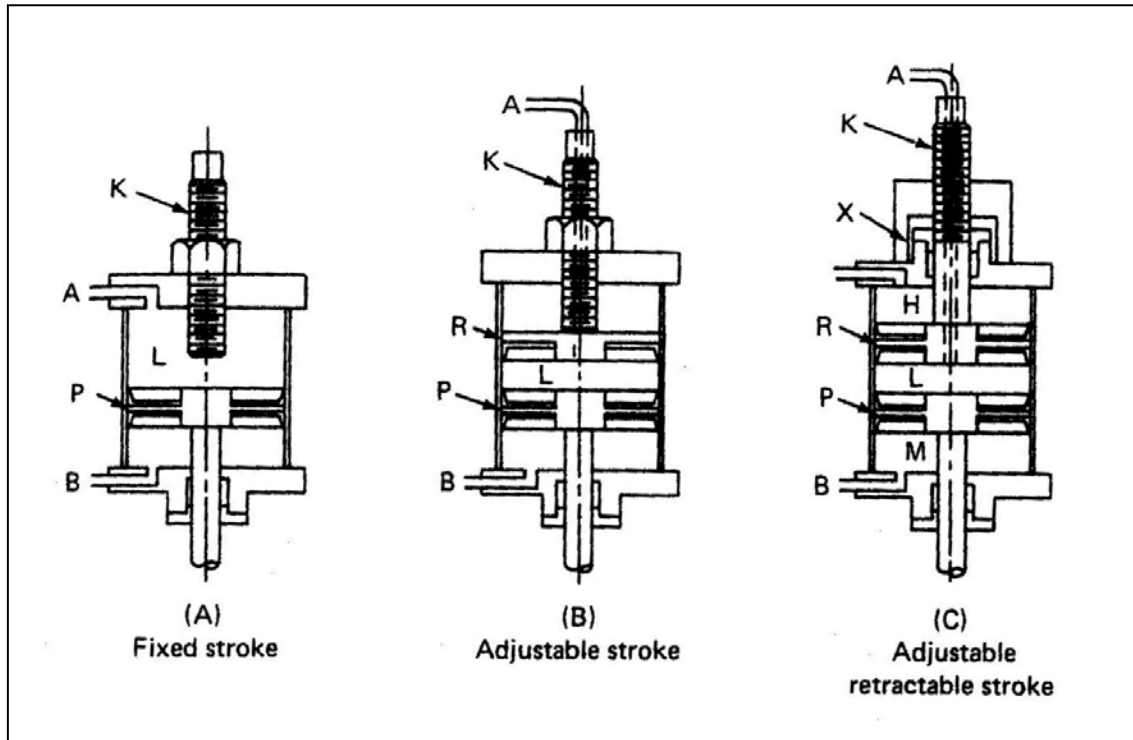 A
K
X
H
R
L
P
M
B
A
K
R
L
P
B
K
A
L
P
B
(A)
Fixed stroke
(B)
Adjustable stroke
(C)
Adjustable
retractable stroke